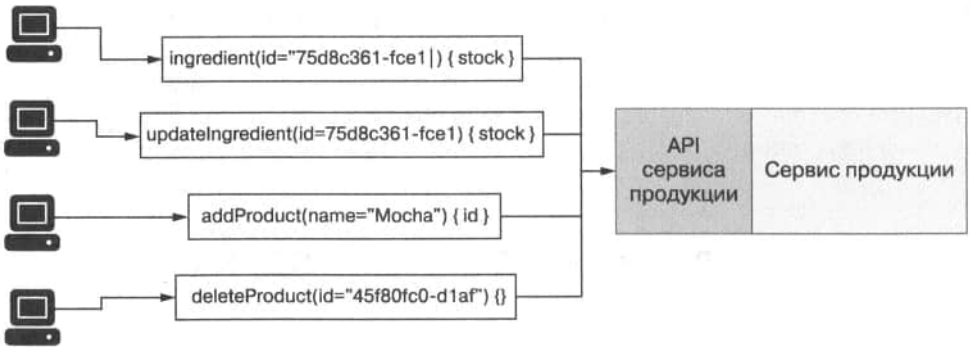 ingredient(id="75d8c361-fce1|) { stock }
updateIngredient(id=75d8c361-fce1) { stock }
addProduct(name="Mocha") { id }
deleteProduct(id="45f80fc0-d1af") {}
API
сервиса
продукции
Сервис продукции